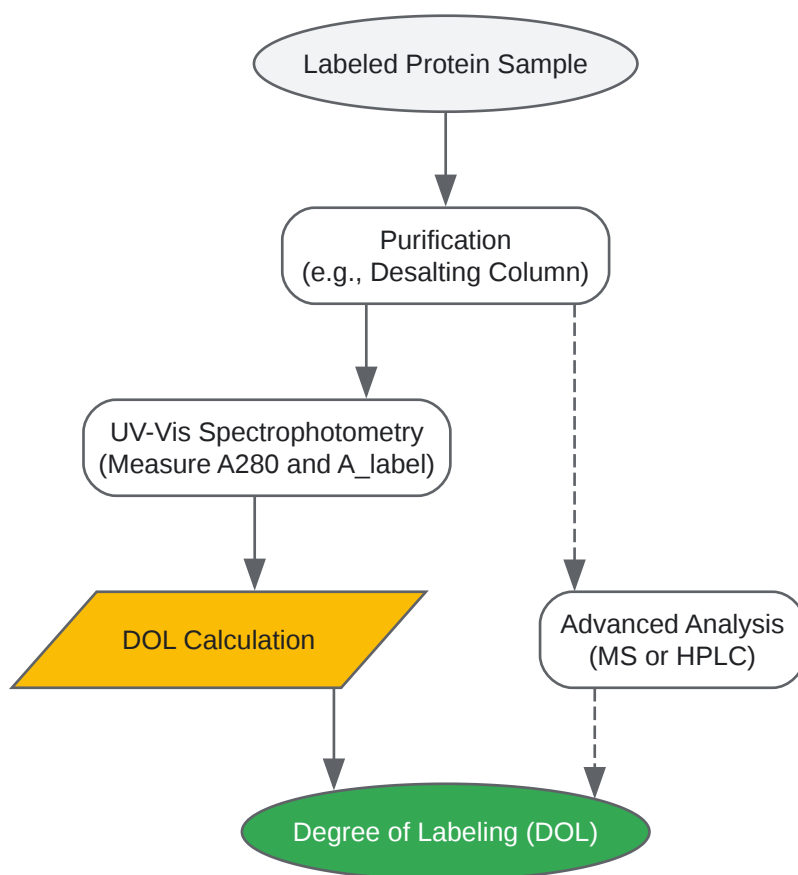 Labeled Protein Sample
Purification
(e.g., Desalting Column)
UV-Vis Spectrophotometry
(Measure A280 and A_label)
DOL Calculation
Advanced Analysis
(MS or HPLC)
Degree of Labeling (DOL)